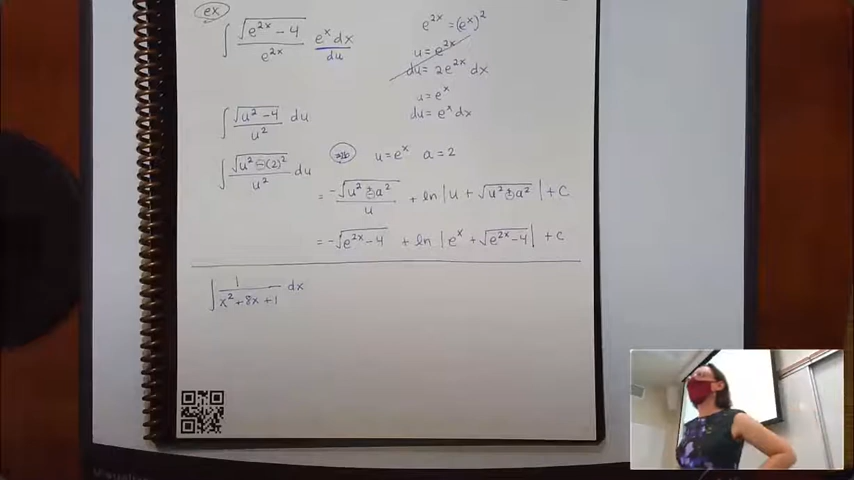 ex
∫ √(e^2x - 4) / e^2x e^x dx
du
e^2x = (e^x)^2
u = e^2x
du = 2e^2x dx
u = e^x
du = e^x dx
∫ √(u^2 - 4) / u^2 du
∫ √(u^2 - (2)^2) / u^2 du
u = e^x a = 2
= -√(u^2 ± a^2) / u + ln |u + √(u^2 ± a^2)| + C
= -√(e^2x - 4) + ln |e^x + √(e^2x - 4)| + C
∫ 1 / (x^2 + 8x + 1) dx